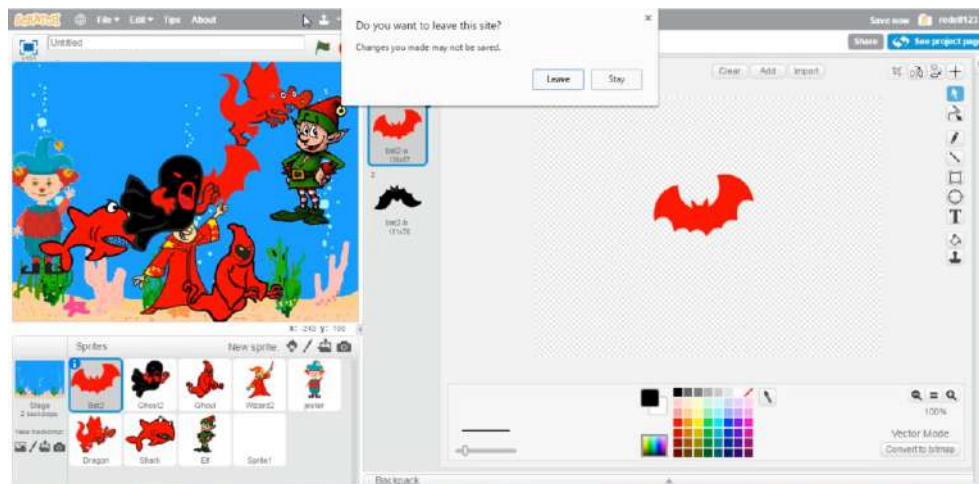 SCRATCH File▾ Edit▾ Tips About
Save now
Do you want to leave this site?
Changes you made may not be saved.
Leave Stay
Untitled
Share See project page
Clear Add Import
bat2-a
2
bat2-b
Sprites New sprite:
Stage
2 backdrops
New backdrop:
Bat2 Ghost2 Ghoul Wizard2 jester
Dragon Shark Elf Sprite1
100%
Vector Mode
Convert to bitmap
Backpack